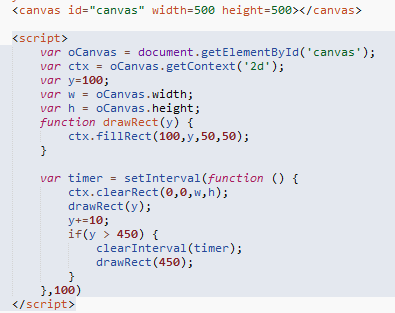 <canvas id="canvas" width=500 height=500></canvas>
<script>
var oCanvas = document.getElementById('canvas');
var ctx = oCanvas.getContext('2d');
var y=100;
var w = oCanvas.width;
var h = oCanvas.height;
function drawRect(y) {
ctx.fillRect(100,y,50,50);
}
var timer = setInterval(function () {
ctx.clearRect(0,0,w,h);
drawRect(y);
y+=10;
if(y > 450) {
clearInterval(timer);
drawRect(450);
}
},100)
</script>